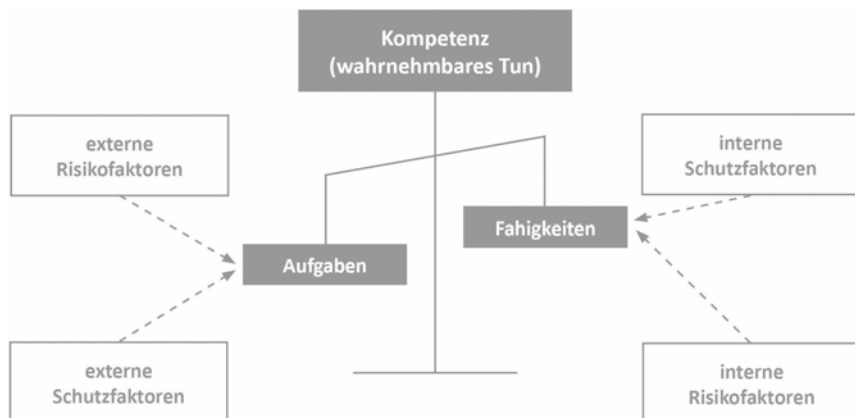 Kompetenz
(wahrnehmbares Tun)
externe
Risikofaktoren
interne
Schutzfaktoren
Fahigkeiten
Aufgaben
externe
Schutzfaktoren
interne
Risikofaktoren